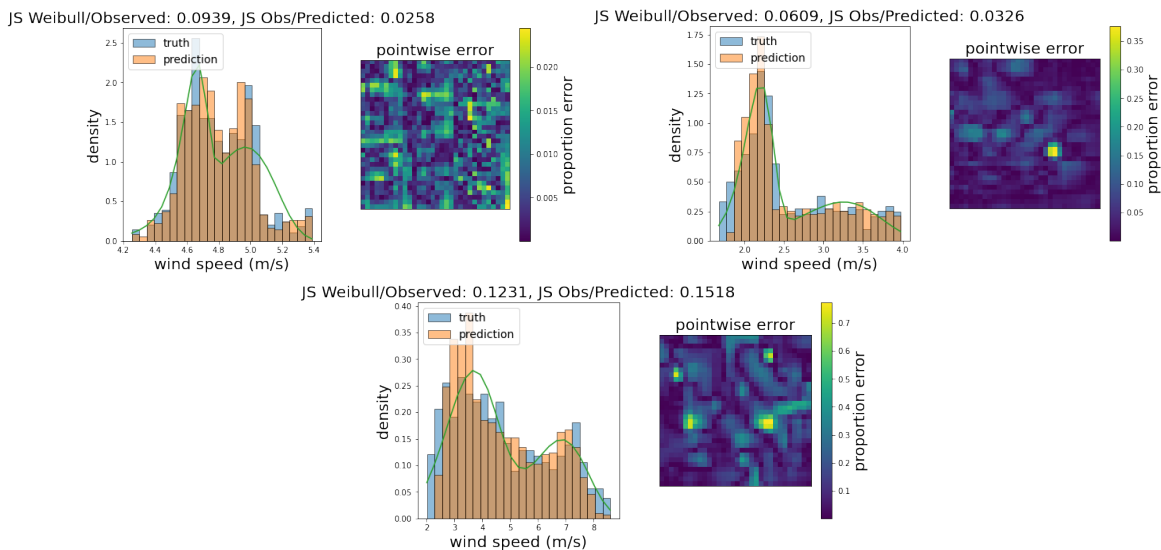 JS Weibull/Observed: 0.0939, JS Obs/Predicted: 0.0258
truth
prediction
2.5
2.0
1.5
1.0
0.5
0.0
density
4.2 4.4 4.6 4.8 5.0 5.2 5.4
wind speed (m/s)
pointwise error
0.020
0.015
0.010
0.005
proportion error
JS Weibull/Observed: 0.0609, JS Obs/Predicted: 0.0326
truth
prediction
1.75
1.50
1.25
1.00
0.75
0.50
0.25
0.00
density
2.0 2.5 3.0 3.5 4.0
wind speed (m/s)
pointwise error
0.35
0.30
0.25
0.20
0.15
0.10
0.05
proportion error
JS Weibull/Observed: 0.1231, JS Obs/Predicted: 0.1518
truth
prediction
0.40
0.35
0.30
0.25
0.20
0.15
0.10
0.05
0.00
density
2 3 4 5 6 7 8
wind speed (m/s)
pointwise error
0.7
0.6
0.5
0.4
0.3
0.2
0.1
proportion error